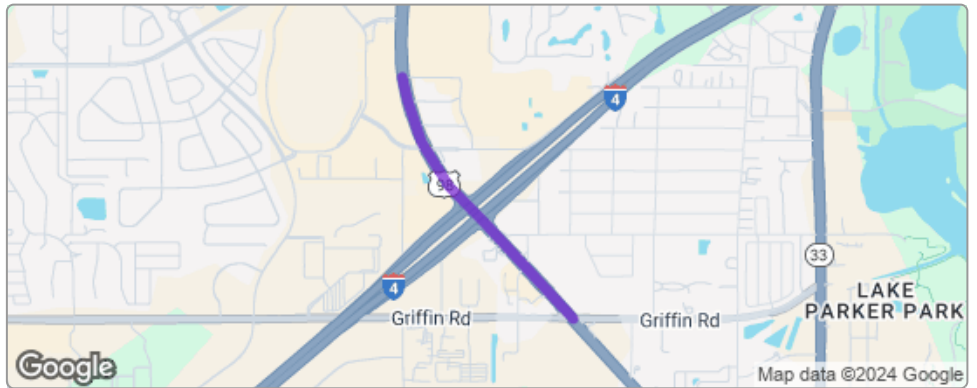 4
98
33
4
LAKE
PARKER PARK
Griffin Rd
Griffin Rd
Google
Map data ©2024 Google